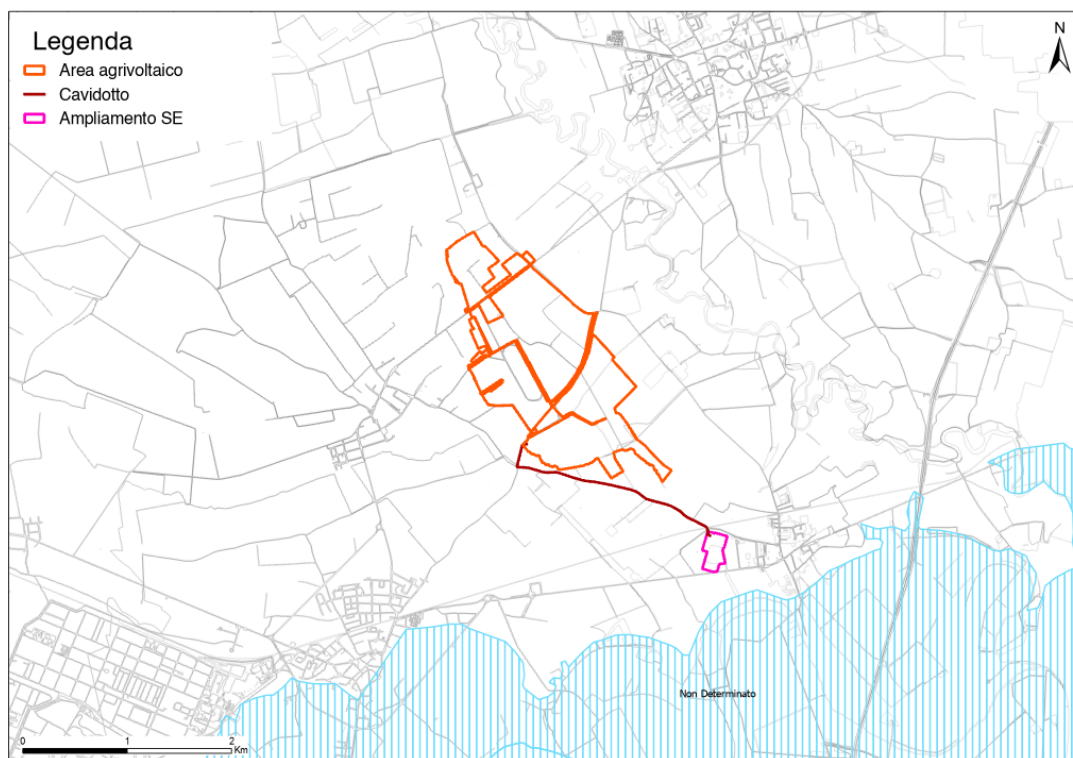 Legenda
Area agrivoltaico
Cavidotto
Ampliamento SE
N
Non Determinato
0 1 2
Km